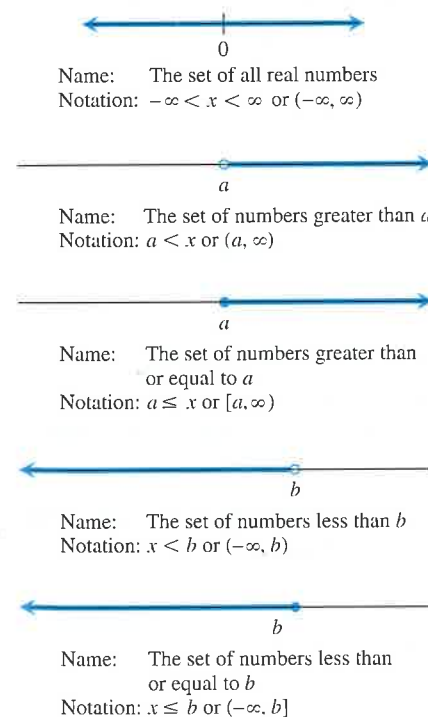 0
Name: The set of all real numbers
Notation: −∞ < x < ∞ or (−∞, ∞)
a
Name: The set of numbers greater than a
Notation: a < x or (a, ∞)
a
Name: The set of numbers greater than
or equal to a
Notation: a ≤ x or [a, ∞)
b
Name: The set of numbers less than b
Notation: x < b or (−∞, b)
b
Name: The set of numbers less than
or equal to b
Notation: x ≤ b or (−∞, b]